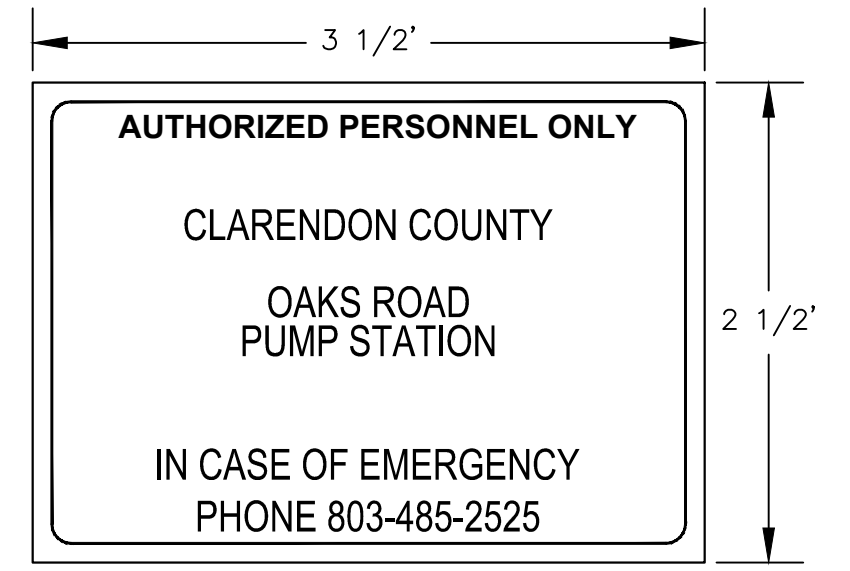 3 1/2'
AUTHORIZED PERSONNEL ONLY
CLARENDON COUNTY
OAKS ROAD
PUMP STATION
2 1/2'
IN CASE OF EMERGENCY
PHONE 803-485-2525